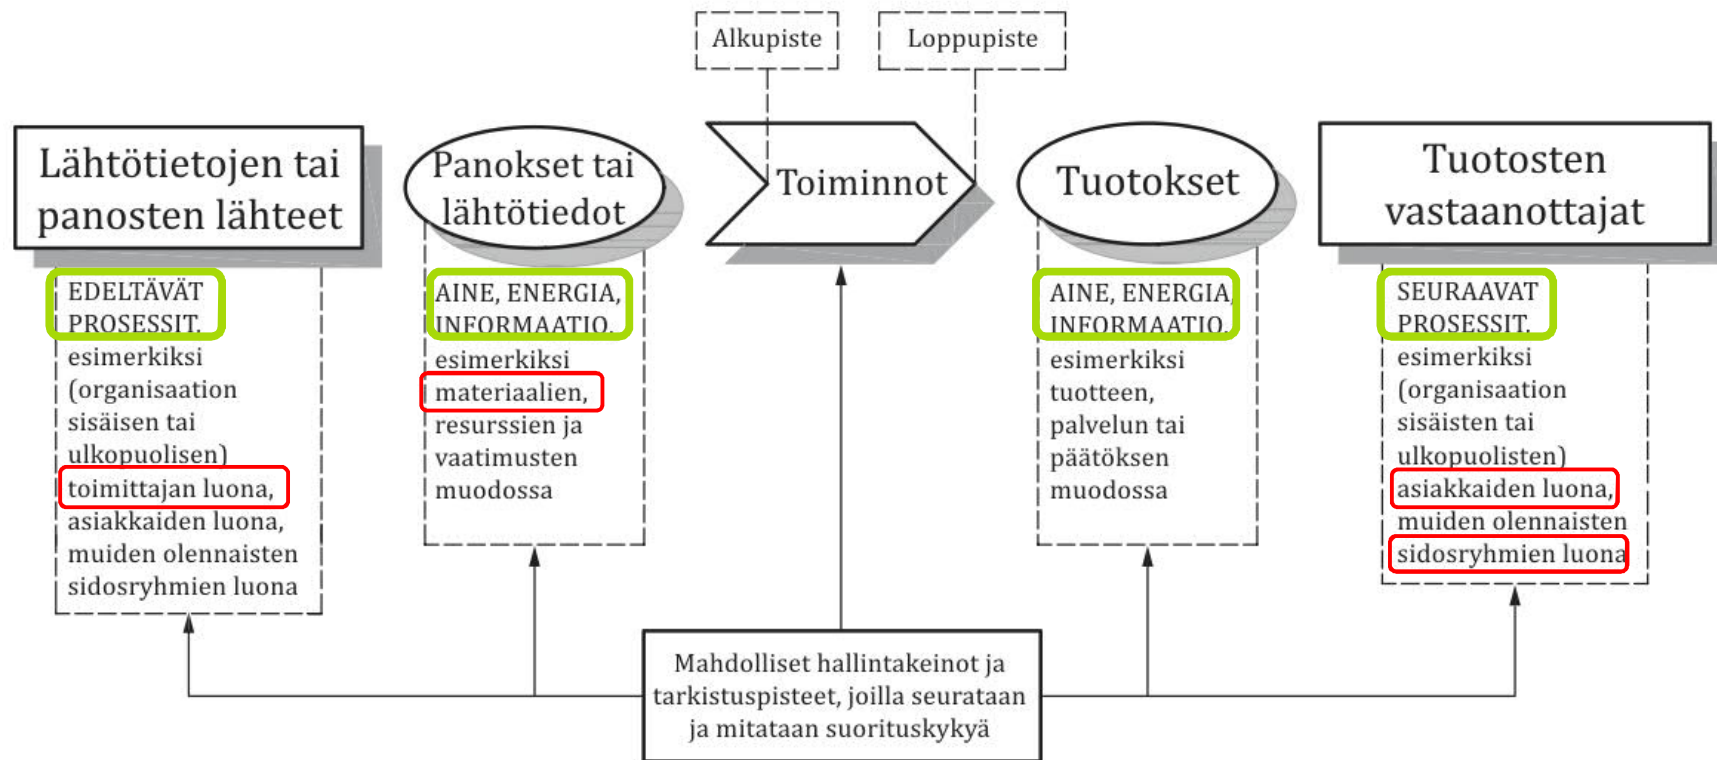 Alkupiste
Loppupiste
Lähtötietojen tai
panosten lähteet
EDELTÄVÄT
PROSESSIT.
esimerkiksi
(organisaation
sisäisen tai
ulkopuolisen)
toimittajan luona,
asiakkaiden luona,
muiden olennaisten
sidosryhmien luona
Panokset tai
lähtötiedot
AINE, ENERGIA,
INFORMAATIO.
esimerkiksi
materiaalien,
resurssien ja
vaatimusten
muodossa
Toiminnot
Tuotokset
AINE, ENERGIA,
INFORMAATIO.
esimerkiksi
tuotteen,
palvelun tai
päätöksen
muodossa
Tuotosten
vastaanottajat
SEURAAVAT
PROSESSIT.
esimerkiksi
(organisaation
sisäisten tai
ulkopuolisten)
asiakkaiden luona,
muiden olennaisten
sidosryhmien luona
Mahdolliset hallintakeinot ja
tarkistuspisteet, joilla seurataan
ja mitataan suorituskykyä